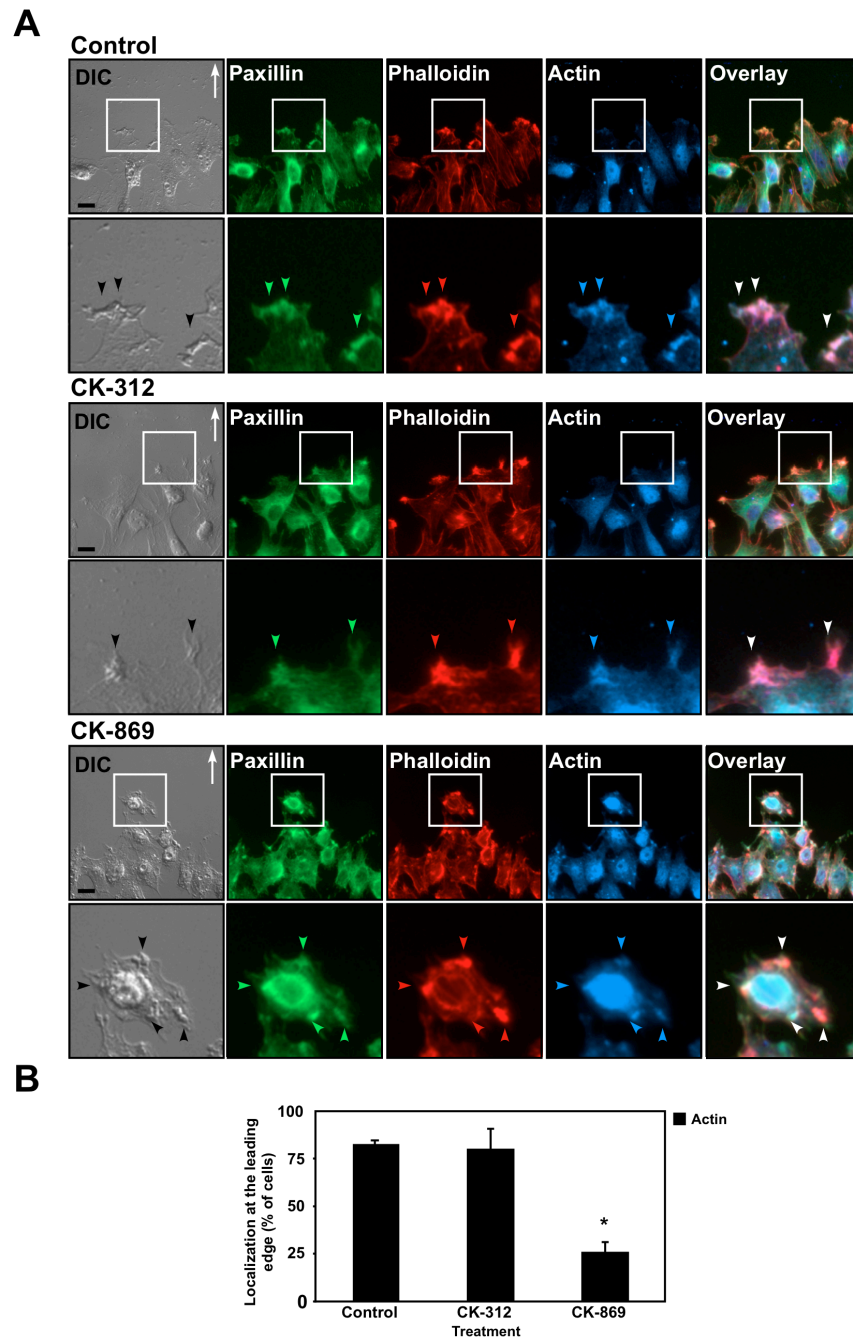 A
Control
DIC Paxillin Phalloidin Actin Overlay
CK-312
DIC Paxillin Phalloidin Actin Overlay
CK-869
DIC Paxillin Phalloidin Actin Overlay
B
Localization at the leading
edge (% of cells)
100
75
50
25
0
*
Actin
Control CK-312 CK-869
Treatment